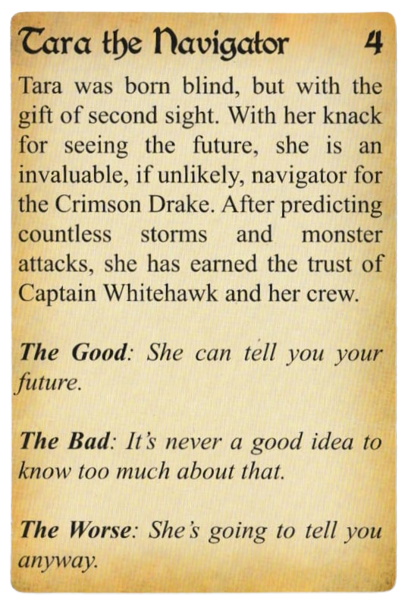 Tara the Navigator 4
Tara was born blind, but with the
gift of second sight. With her knack
for seeing the future, she is an
invaluable, if unlikely, navigator for
the Crimson Drake. After predicting
countless storms and monster
attacks, she has earned the trust of
Captain Whitehawk and her crew.
The Good: She can tell you your
future.
The Bad: It's never a good idea to
know too much about that.
The Worse: She's going to tell you
anyway.